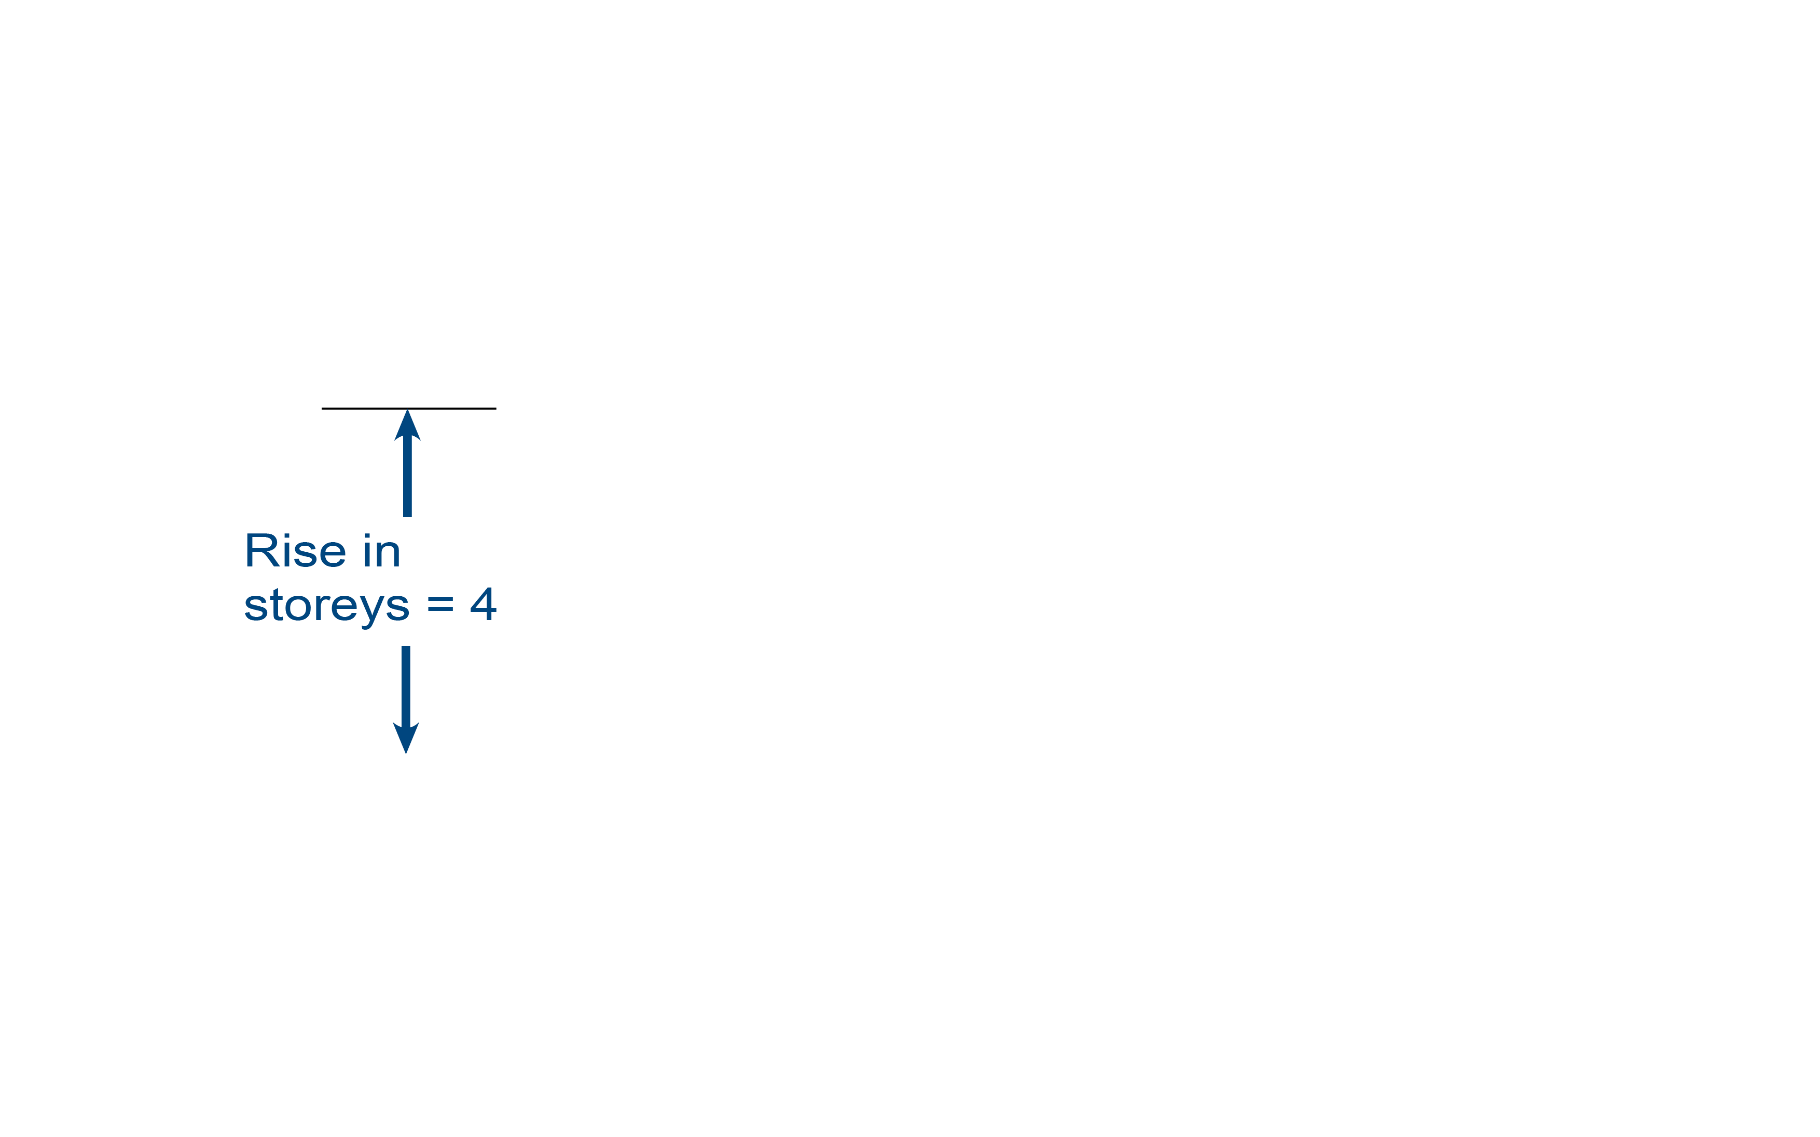 Rise in
storeys = 4